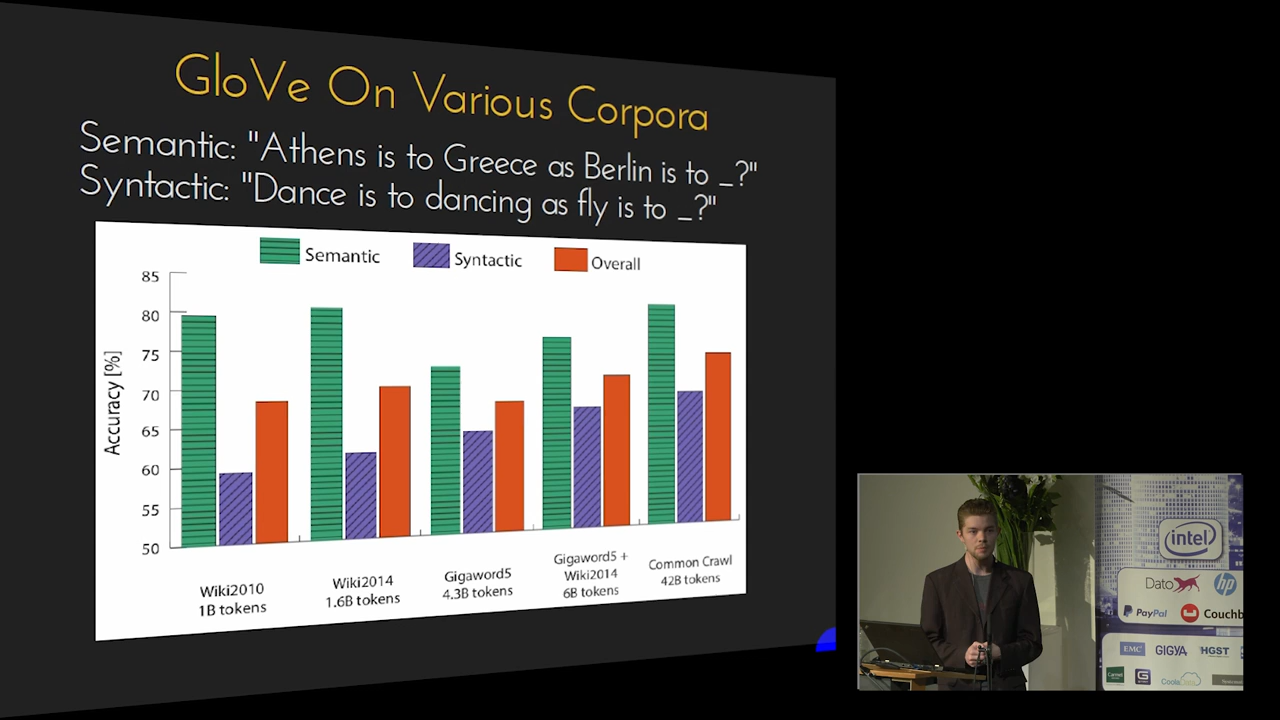 GloVe On Various Corpora
Semantic: "Athens is to Greece as Berlin is to _?"
Syntactic: "Dance is to dancing as fly is to _?"
Semantic
Syntactic
Overall
Accuracy [%]
85
80
75
70
65
60
55
50
Wiki2010
1B tokens
Wiki2014
1.6B tokens
Gigaword5
4.3B tokens
Gigaword5 +
Wiki2014
6B tokens
Common Crawl
42B tokens
intel
Dato
hp
PayPal
Couchb
EMC
GIGYA
HGST